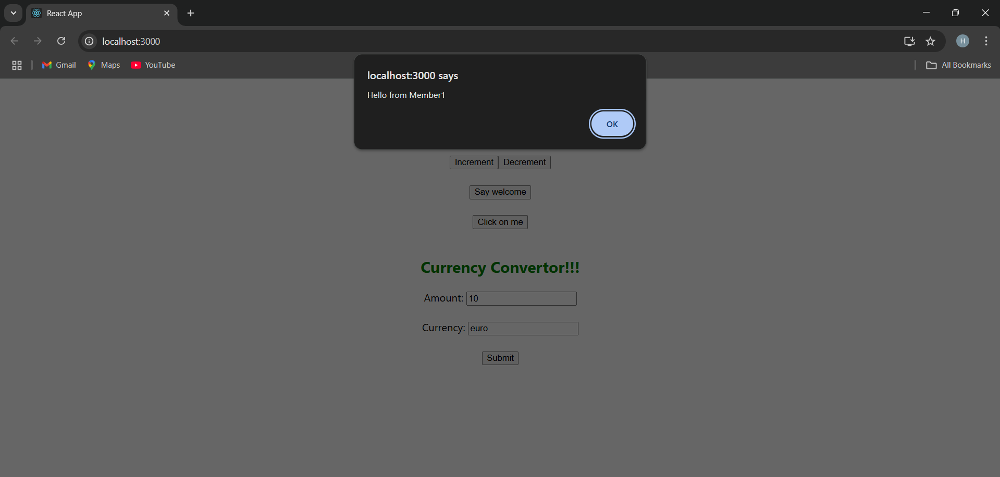 React App
localhost:3000
Gmail Maps YouTube All Bookmarks
H
localhost:3000 says
Hello from Member1
OK
Increment Decrement
Say welcome
Click on me
Currency Convertor!!!
Amount: 10
Currency: euro
Submit